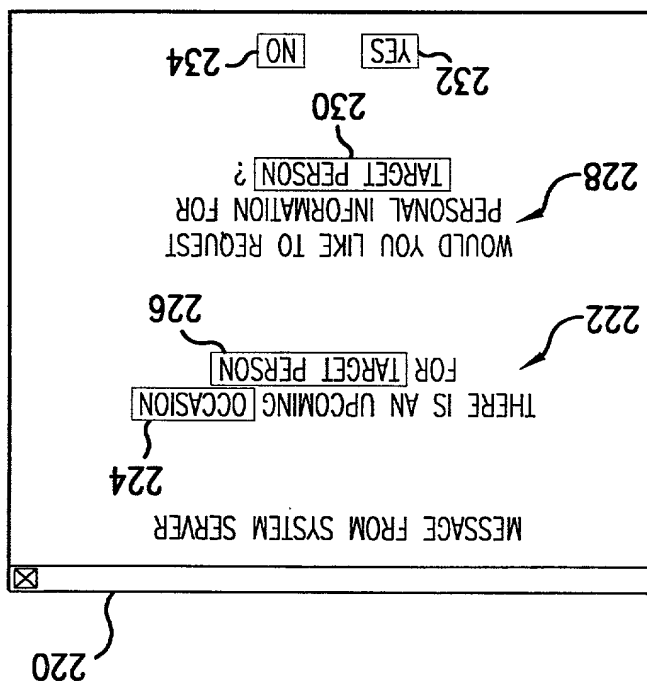 220
MESSAGE FROM SYSTEM SERVER
224
THERE IS AN UPCOMING OCCASION
FOR TARGET PERSON
222
226
WOULD YOU LIKE TO REQUEST
PERSONAL INFORMATION FOR
TARGET PERSON ?
228
230
YES NO
232
234